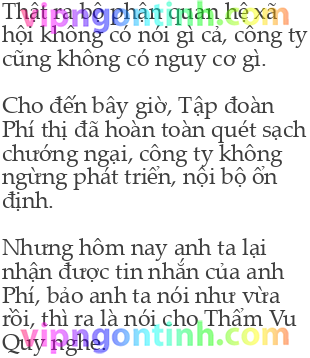 Thật ra bộ phận quan hệ xã
hội không có nói gì cả, công ty
cũng không có nguy cơ gì.
Cho đến bây giờ, Tập đoàn
Phí thị đã hoàn toàn quét sạch
chướng ngại, công ty không
ngừng phát triển, nội bộ ổn
định.
Nhưng hôm nay anh ta lại
nhận được tin nhắn của anh
Phí, bảo anh ta nói như vừa
rồi, thì ra là nói cho Thẩm Vu
Quy nghe.
vipngontinh.com
vipngontinh.com
vipngontinh.com